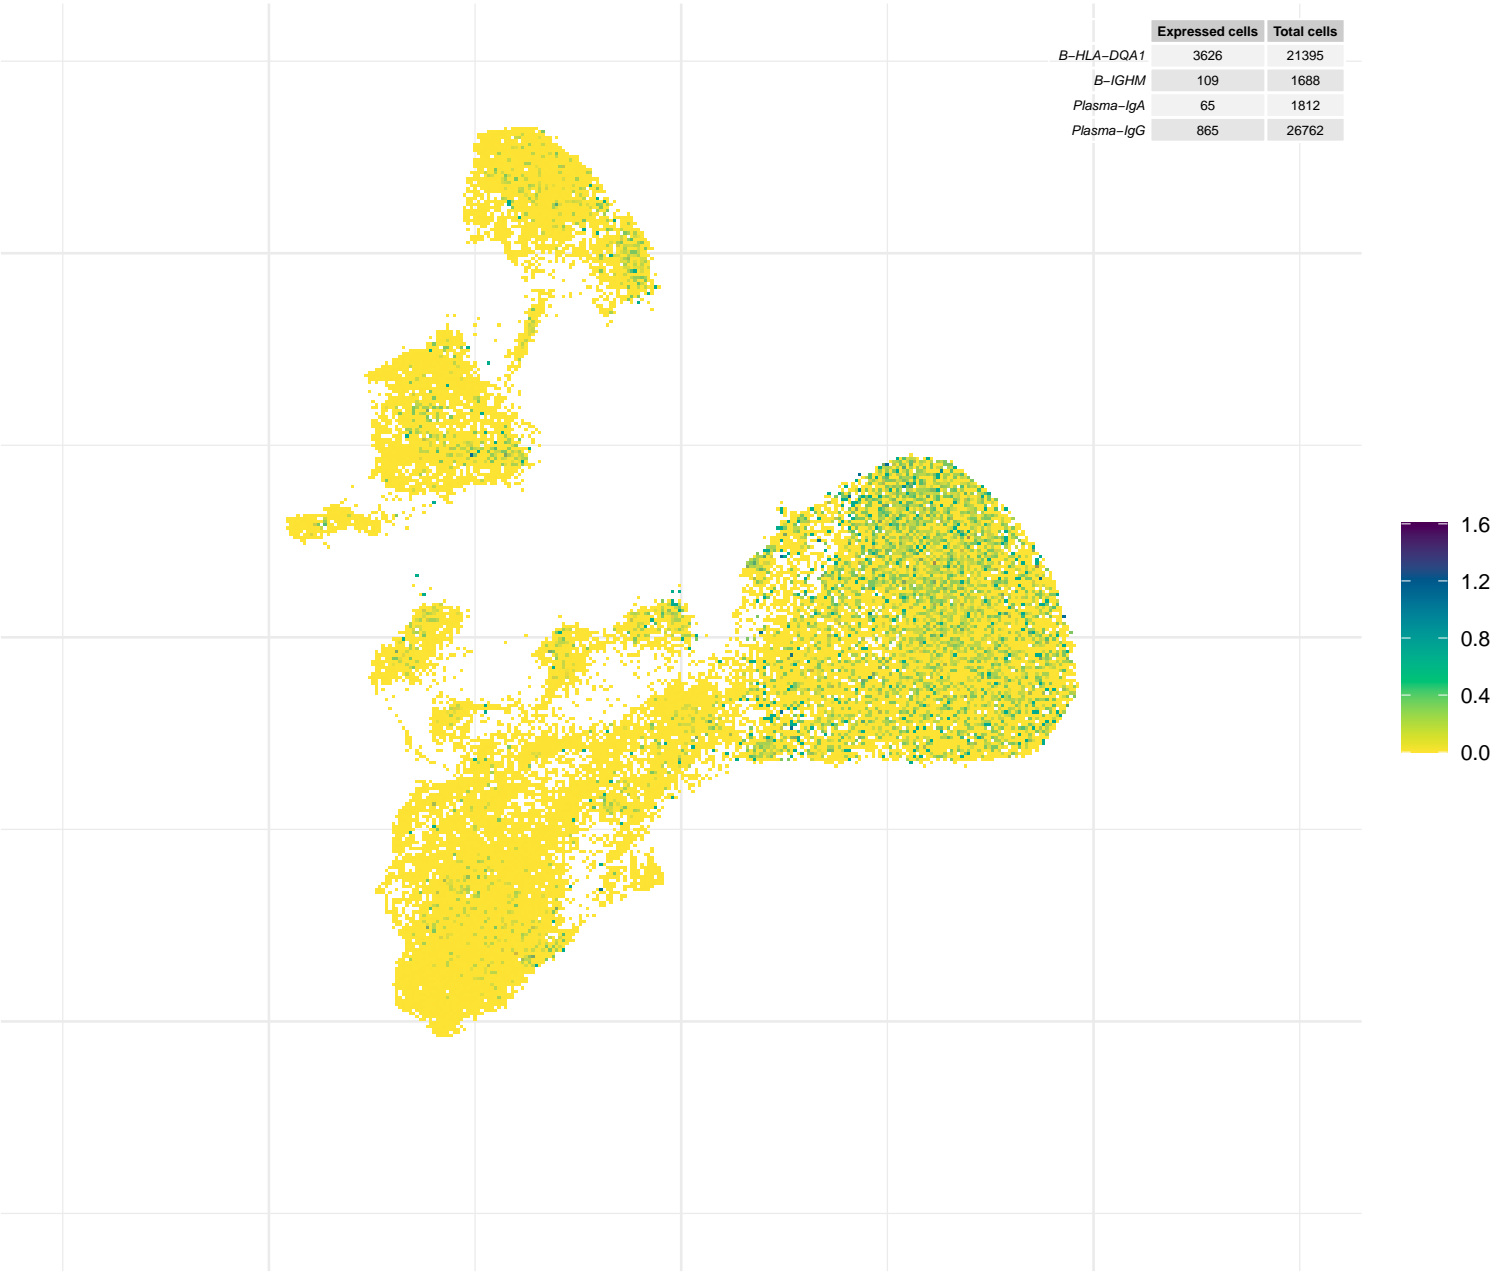 Expressed cells Total cells
B−HLA−DQA1 3626 21395
B−IGHM 109 1688
Plasma−IgA 65 1812
Plasma−IgG 865 26762
1.6
1.2
0.8
0.4
0.0